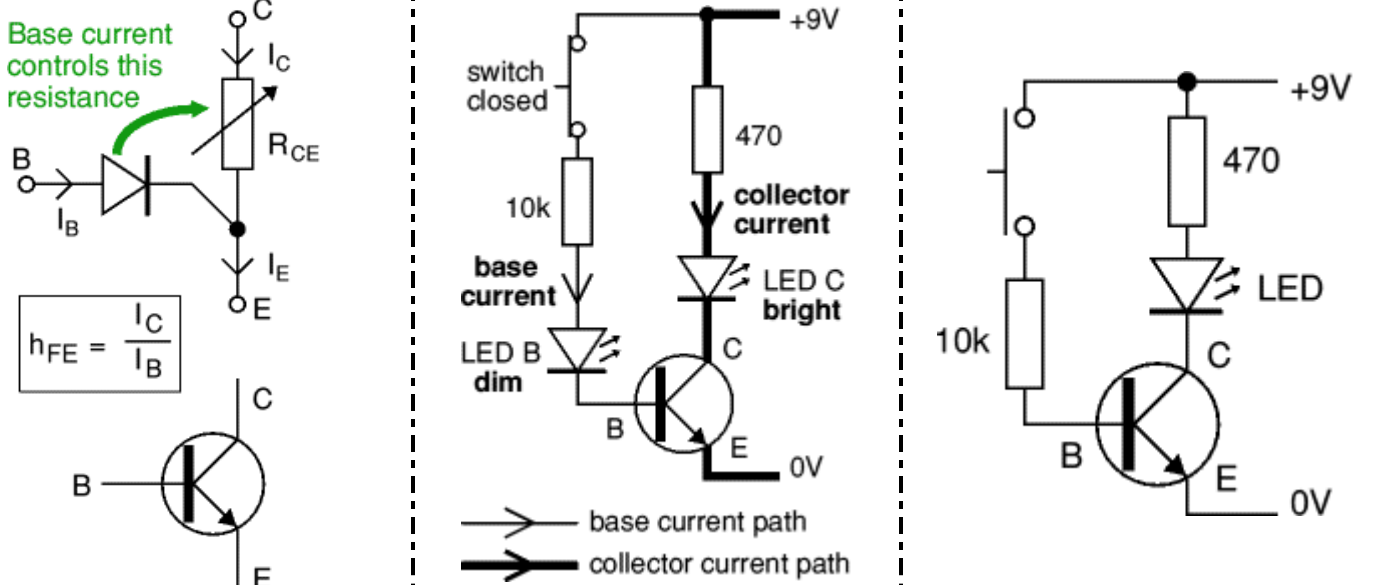 Base current
controls this
resistance
C
I_C
R_CE
B
I_B
I_E
E
h_FE = I_C / I_B
C
B
E
+9V
switch
closed
470
10k
collector
current
base
current
LED C
bright
LED B
dim
C
B
E
0V
base current path
collector current path
+9V
470
LED
10k
C
B
E
0V